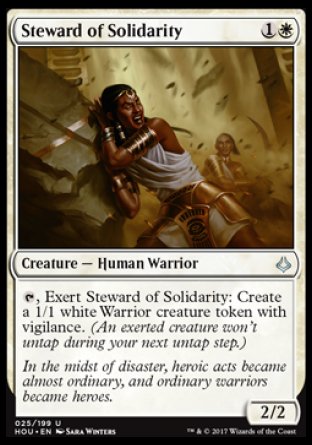 Steward of Solidarity 1
Creature — Human Warrior
, Exert Steward of Solidarity: Create
a 1/1 white Warrior creature token with
vigilance. (An exerted creature won't
untap during your next untap step.)
In the midst of disaster, heroic acts became
almost ordinary, and ordinary warriors
became heroes.
2/2
025/199 U
HOU • EN SARA WINTERS
™ & © 2017 Wizards of the Coast